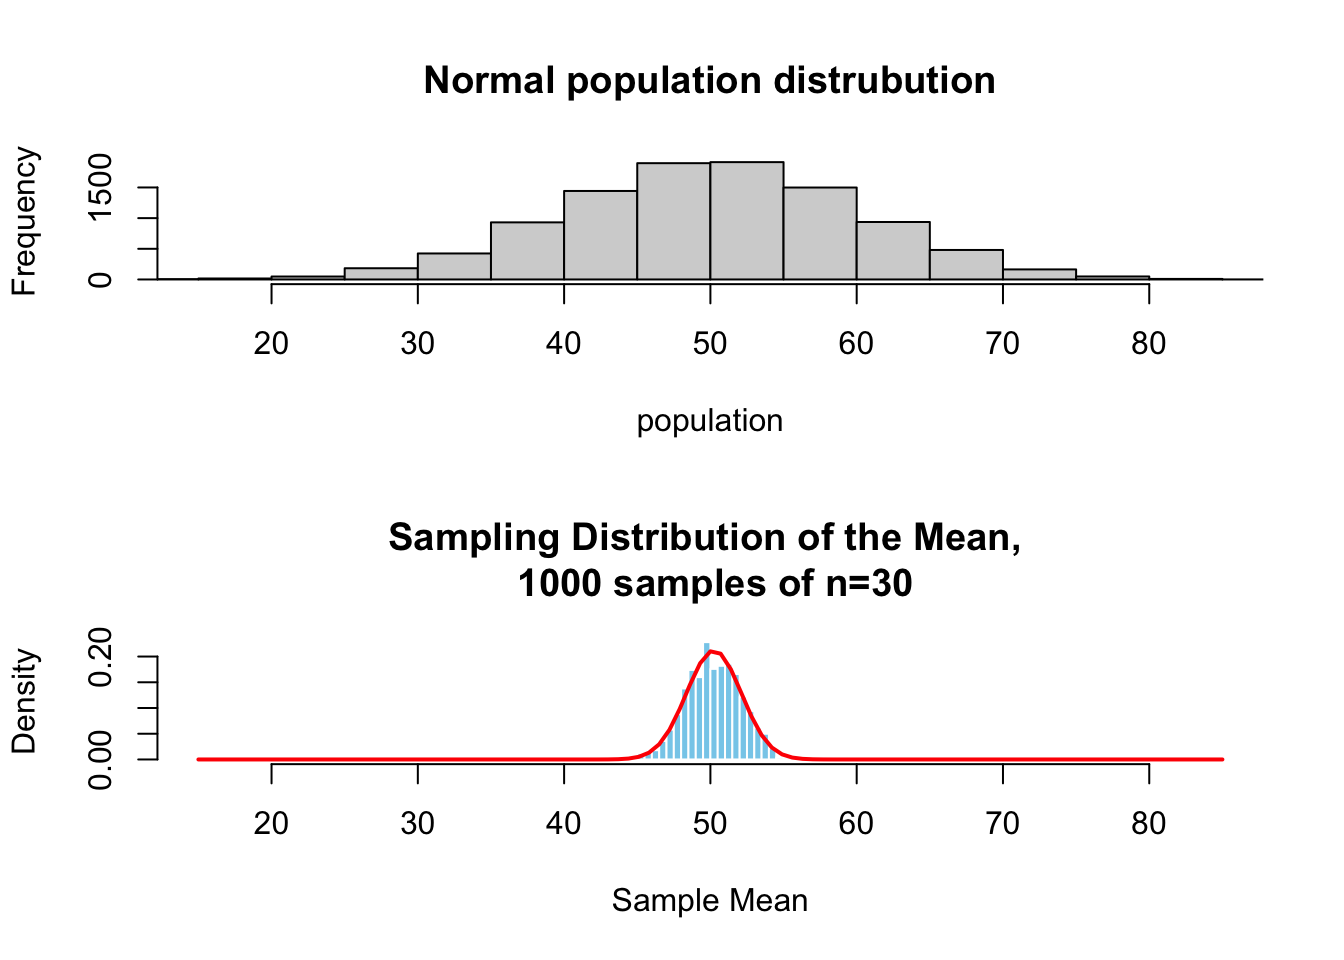 Normal population distrubution
Frequency
1500
0
20 30 40 50 60 70 80
population
Sampling Distribution of the Mean,
1000 samples of n=30
Density
0.20
0.00
20 30 40 50 60 70 80
Sample Mean